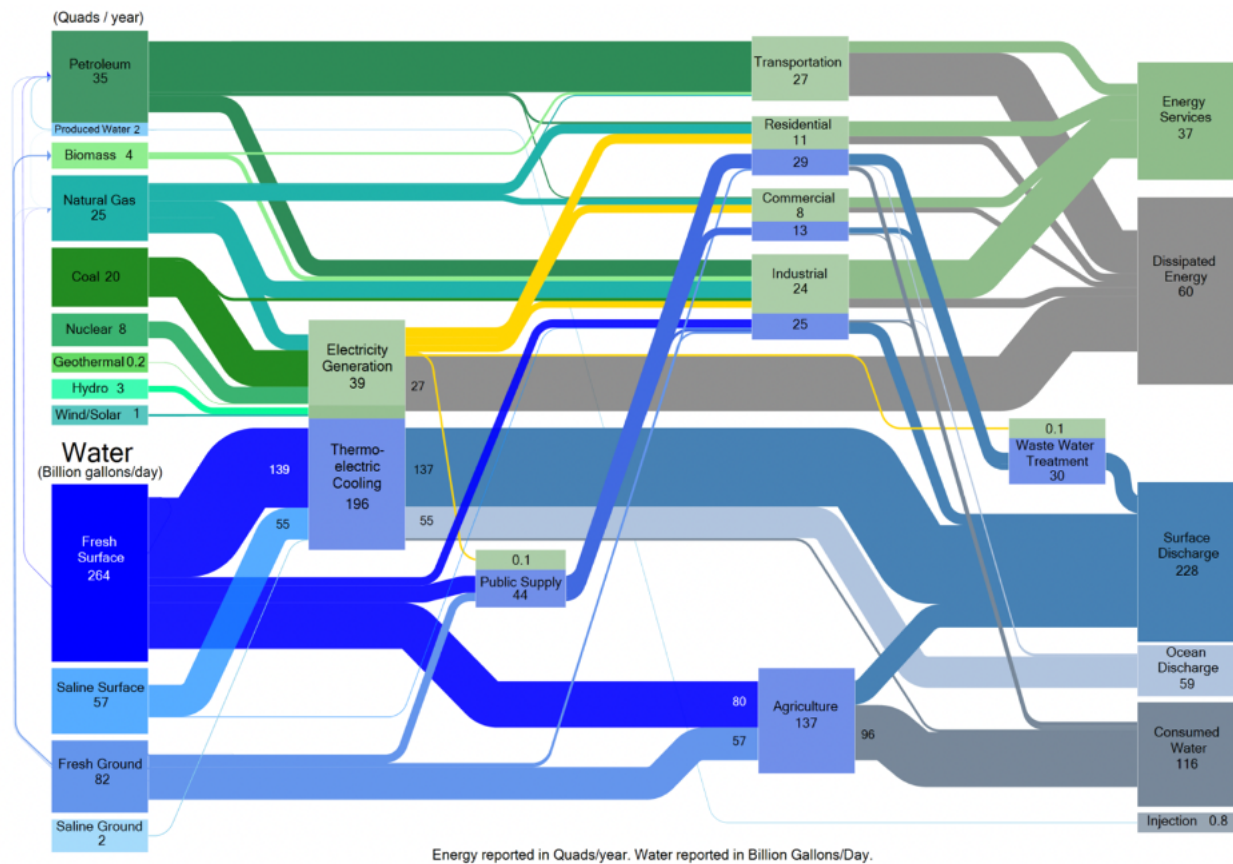 (Quads / year)
Petroleum
35
Produced Water 2
Biomass 4
Natural Gas
25
Coal 20
Nuclear 8
Geothermal 0.2
Hydro 3
Wind/Solar 1
Water
(Billion gallons/day)
Fresh
Surface
264
Saline Surface
57
Fresh Ground
82
Saline Ground
2
139
55
Electricity
Generation
39
Thermo-
electric
Cooling
196
27
137
55
0.1
Public Supply
44
Transportation
27
Residential
11
29
Commercial
8
13
Industrial
24
25
80
57
Agriculture
137
96
0.1
Waste Water
Treatment
30
Energy
Services
37
Dissipated
Energy
60
Surface
Discharge
228
Ocean
Discharge
59
Consumed
Water
116
Injection 0.8
Energy reported in Quads/year. Water reported in Billion Gallons/Day.